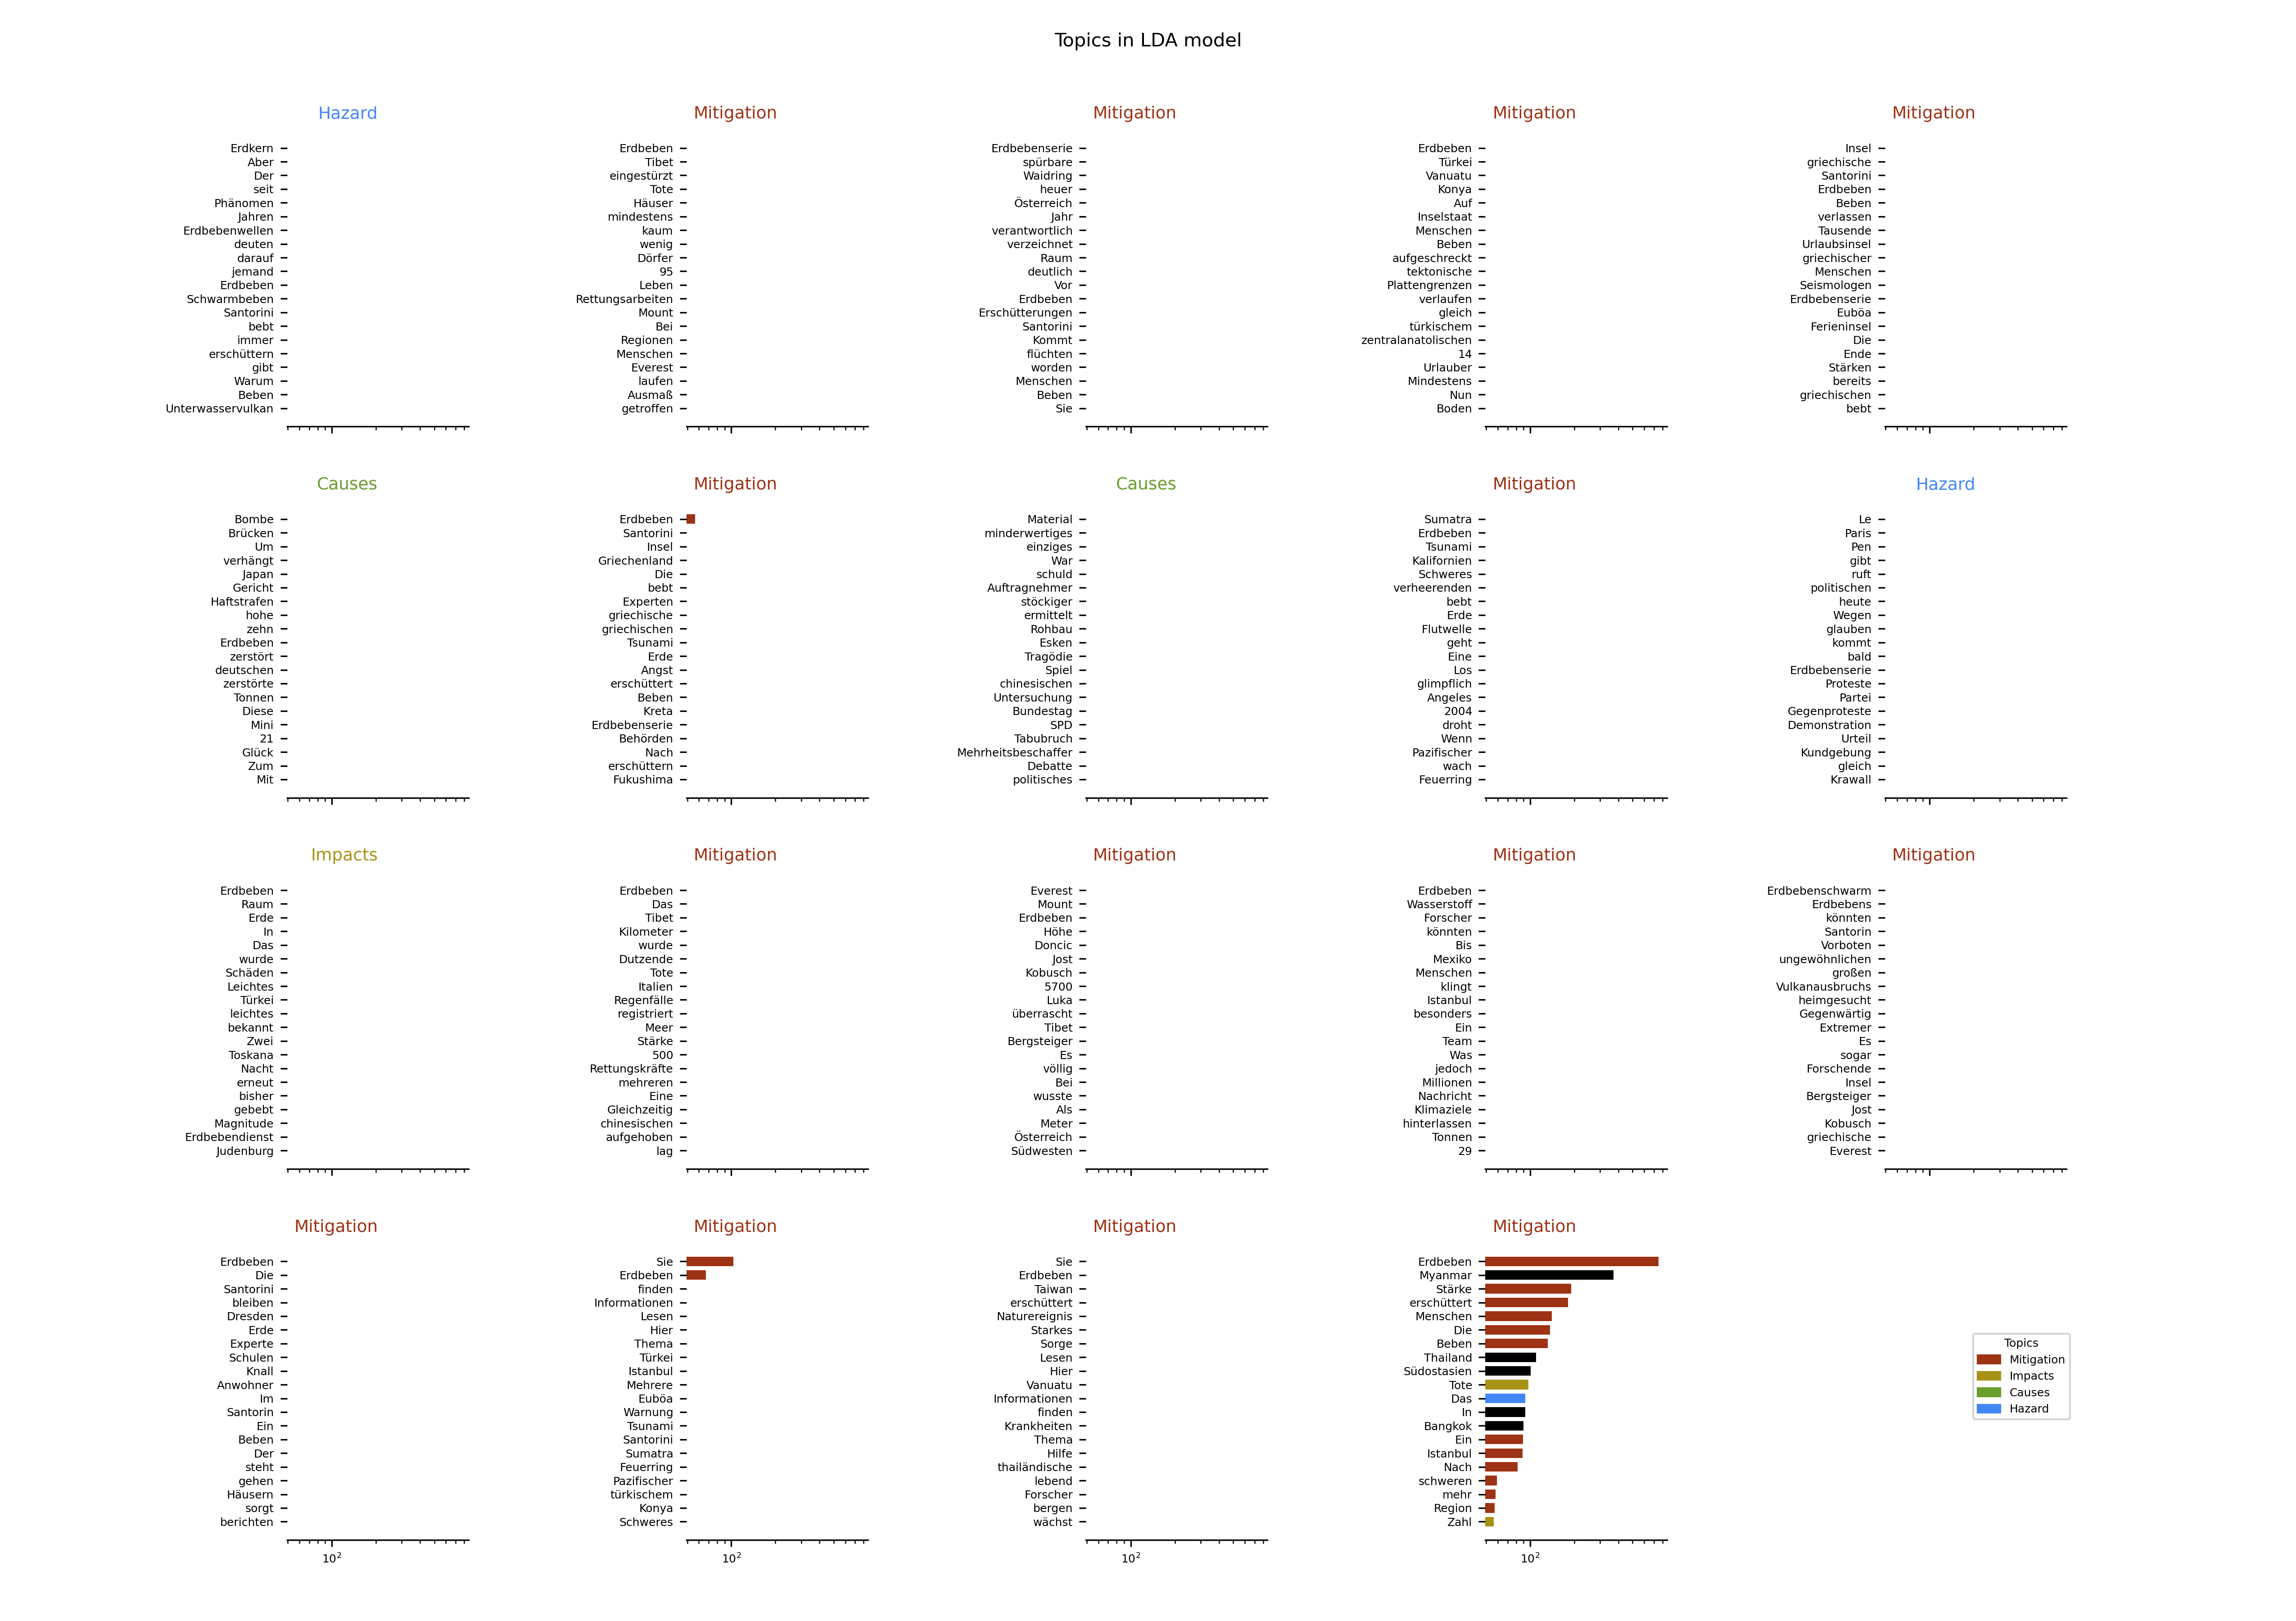 Topics in LDA model
Hazard
Erdkern
Aber
Der
seit
Phänomen
Jahren
Erdbebenwellen
deuten
darauf
jemand
Erdbeben
Schwarmbeben
Santorini
bebt
immer
erschüttern
gibt
Warum
Beben
Unterwasservulkan
Mitigation
Erdbeben
Tibet
eingestürzt
Tote
Häuser
mindestens
kaum
wenig
Dörfer
95
Leben
Rettungsarbeiten
Mount
Bei
Regionen
Menschen
Everest
laufen
Ausmaß
getroffen
Mitigation
Erdbebenserie
spürbare
Waidring
heuer
Österreich
Jahr
verantwortlich
verzeichnet
Raum
deutlich
Vor
Erdbeben
Erschütterungen
Santorini
Kommt
flüchten
worden
Menschen
Beben
Sie
Mitigation
Erdbeben
Türkei
Vanuatu
Konya
Auf
Inselstaat
Menschen
Beben
aufgeschreckt
tektonische
Plattengrenzen
verlaufen
gleich
türkischem
zentralanatolischen
14
Urlauber
Mindestens
Nun
Boden
Mitigation
Insel
griechische
Santorini
Erdbeben
Beben
verlassen
Tausende
Urlaubsinsel
griechischer
Menschen
Seismologen
Erdbebenserie
Euböa
Ferieninsel
Die
Ende
Stärken
bereits
griechischen
bebt
Causes
Bombe
Brücken
Um
verhängt
Japan
Gericht
Haftstrafen
hohe
zehn
Erdbeben
zerstört
deutschen
zerstörte
Tonnen
Diese
Mini
21
Glück
Zum
Mit
Mitigation
Erdbeben
Santorini
Insel
Griechenland
Die
bebt
Experten
griechische
griechischen
Tsunami
Erde
Angst
erschüttert
Beben
Kreta
Erdbebenserie
Behörden
Nach
erschüttern
Fukushima
Causes
Material
minderwertiges
einziges
War
schuld
Auftragnehmer
stöckiger
ermittelt
Rohbau
Esken
Tragödie
Spiel
chinesischen
Untersuchung
Bundestag
SPD
Tabubruch
Mehrheitsbeschaffer
Debatte
politisches
Mitigation
Sumatra
Erdbeben
Tsunami
Kalifornien
Schweres
verheerenden
bebt
Erde
Flutwelle
geht
Eine
Los
glimpflich
Angeles
2004
droht
Wenn
Pazifischer
wach
Feuerring
Hazard
Le
Paris
Pen
gibt
ruft
politischen
heute
Wegen
glauben
kommt
bald
Erdbebenserie
Proteste
Partei
Gegenproteste
Demonstration
Urteil
Kundgebung
gleich
Krawall
Impacts
Erdbeben
Raum
Erde
In
Das
wurde
Schäden
Leichtes
Türkei
leichtes
bekannt
Zwei
Toskana
Nacht
erneut
bisher
gebebt
Magnitude
Erdbebendienst
Judenburg
Mitigation
Erdbeben
Das
Tibet
Kilometer
wurde
Dutzende
Tote
Italien
Regenfälle
registriert
Meer
Stärke
500
Rettungskräfte
mehreren
Eine
Gleichzeitig
chinesischen
aufgehoben
lag
Mitigation
Everest
Mount
Erdbeben
Höhe
Doncic
Jost
Kobusch
5700
Luka
überrascht
Tibet
Bergsteiger
Es
völlig
Bei
wusste
Als
Meter
Österreich
Südwesten
Mitigation
Erdbeben
Wasserstoff
Forscher
könnten
Bis
Mexiko
Menschen
klingt
Istanbul
besonders
Ein
Team
Was
jedoch
Millionen
Nachricht
Klimaziele
hinterlassen
Tonnen
29
Mitigation
Erdbebenschwarm
Erdbebens
könnten
Santorin
Vorboten
ungewöhnlichen
großen
Vulkanausbruchs
heimgesucht
Gegenwärtig
Extremer
Es
sogar
Forschende
Insel
Bergsteiger
Jost
Kobusch
griechische
Everest
Mitigation
Erdbeben
Die
Santorini
bleiben
Dresden
Erde
Experte
Schulen
Knall
Anwohner
Im
Santorin
Ein
Beben
Der
steht
gehen
Häusern
sorgt
berichten
10²
Mitigation
Sie
Erdbeben
finden
Informationen
Lesen
Hier
Thema
Türkei
Istanbul
Mehrere
Euböa
Warnung
Tsunami
Santorini
Sumatra
Feuerring
Pazifischer
türkischem
Konya
Schweres
10²
Mitigation
Sie
Erdbeben
Taiwan
erschüttert
Naturereignis
Starkes
Sorge
Lesen
Hier
Vanuatu
Informationen
finden
Krankheiten
Thema
Hilfe
thailändische
lebend
Forscher
bergen
wächst
10²
Mitigation
Erdbeben
Myanmar
Stärke
erschüttert
Menschen
Die
Beben
Thailand
Südostasien
Tote
Das
In
Bangkok
Ein
Istanbul
Nach
schweren
mehr
Region
Zahl
10²
Topics
Mitigation
Impacts
Causes
Hazard